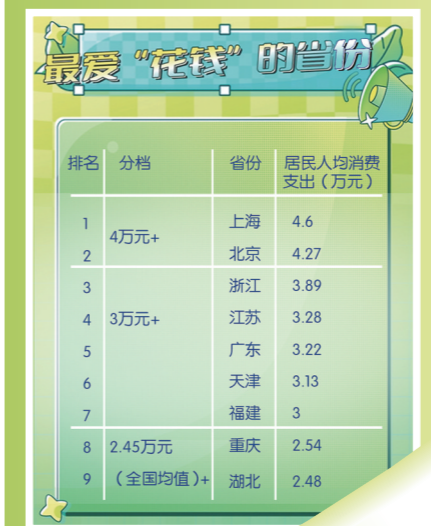 最爱“花钱”的省份
排名 分档 省份 居民人均消费
支出（万元）
1 4万元+ 上海 4.6
2 北京 4.27
3 浙江 3.89
4 3万元+ 江苏 3.28
5 广东 3.22
6 天津 3.13
7 福建 3
8 2.45万元 重庆 2.54
9 （全国均值）+ 湖北 2.48